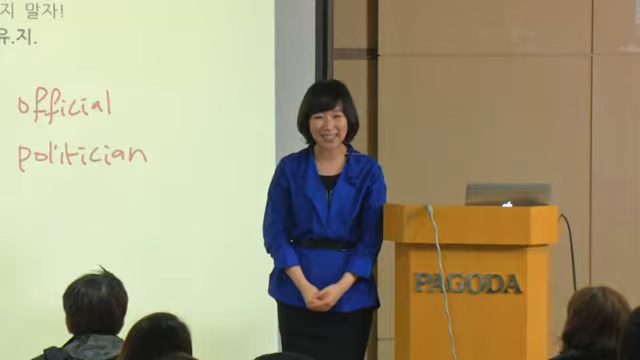 지 말자!
유.지.
official
politician
PAGODA